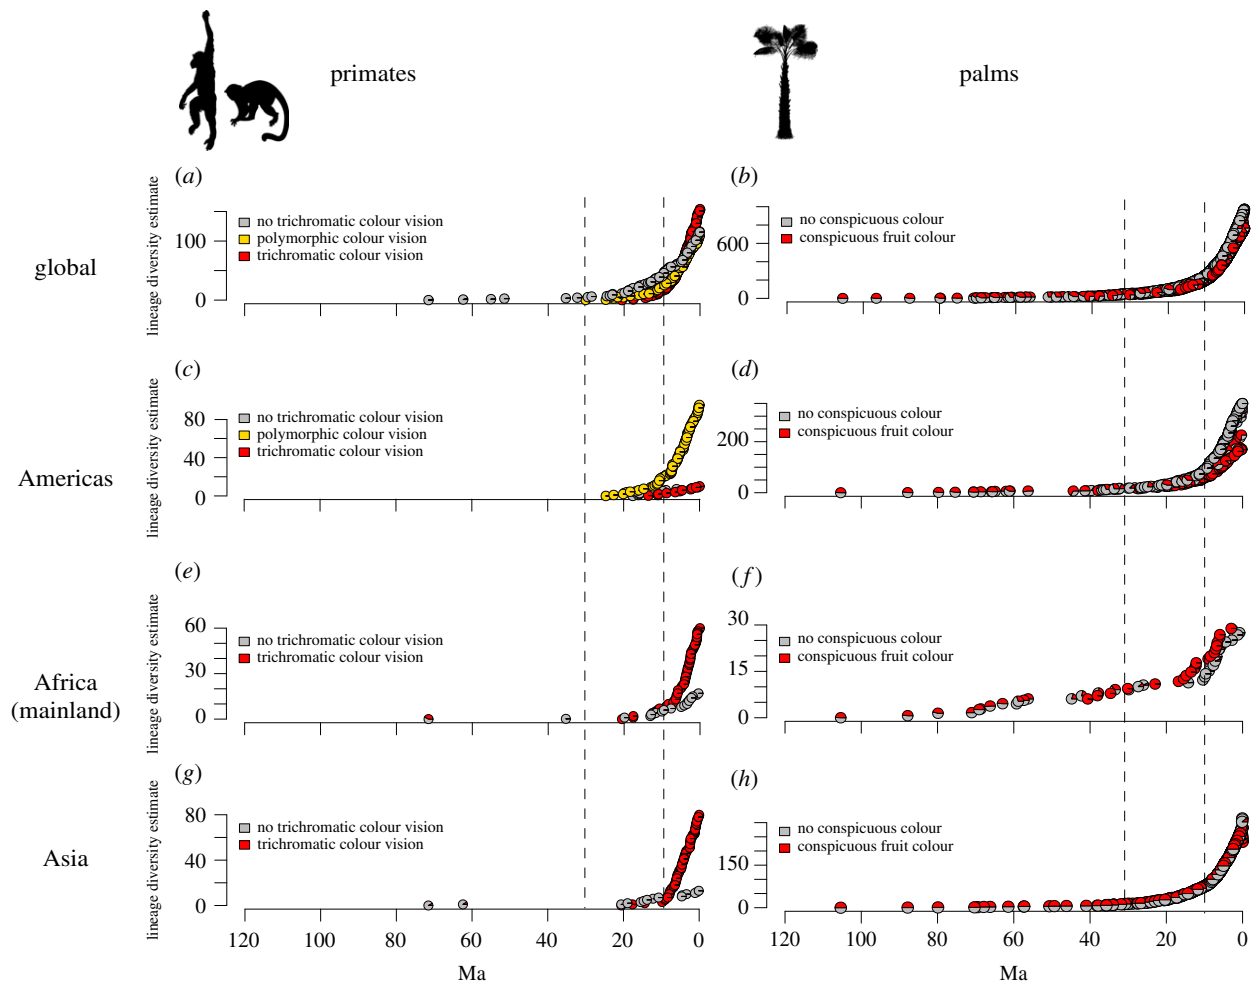 primates
palms
(a)
(b)
global
lineage diversity estimate
100
0
no trichromatic colour vision
polymorphic colour vision
trichromatic colour vision
600
0
no conspicuous colour
conspicuous fruit colour
(c)
(d)
Americas
lineage diversity estimate
80
40
0
no trichromatic colour vision
polymorphic colour vision
trichromatic colour vision
200
0
no conspicuous colour
conspicuous fruit colour
(e)
(f)
Africa
(mainland)
lineage diversity estimate
60
30
0
no trichromatic colour vision
trichromatic colour vision
30
15
0
no conspicuous colour
conspicuous fruit colour
(g)
(h)
Asia
lineage diversity estimate
80
40
0
no trichromatic colour vision
trichromatic colour vision
150
0
no conspicuous colour
conspicuous fruit colour
120 100 80 60 40 20 0
120 100 80 60 40 20 0
Ma
Ma